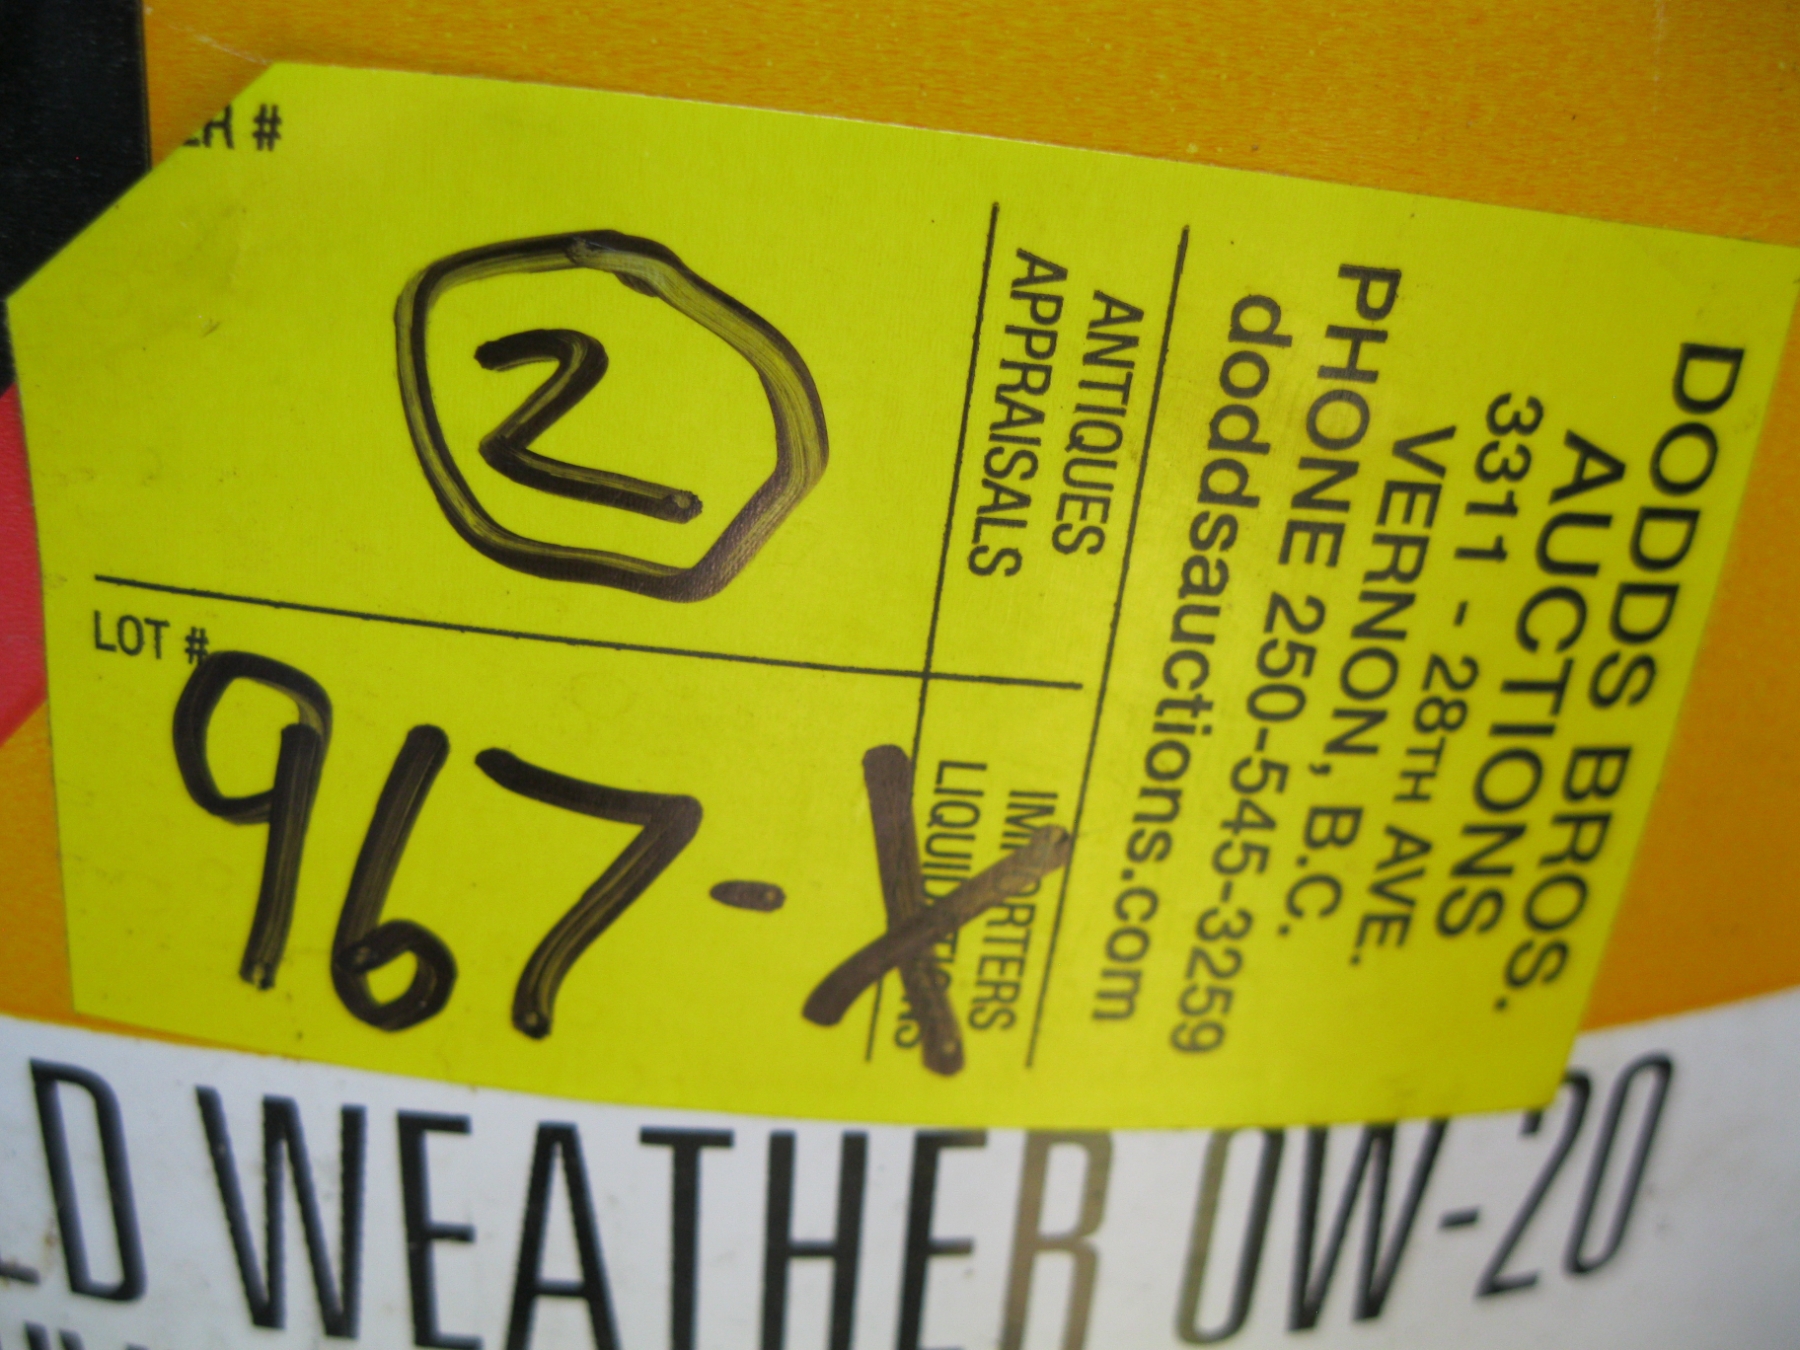 DODDS BROS.
AUCTIONS
3311 - 28TH AVE.
VERNON, B.C.
PHONE 250-545-3259
doddsauctions.com
ANTIQUES
APPRAISALS
IMPORTERS
LIQUIDATIONS
#
2
LOT #
967-X
WEATHER 0W-20